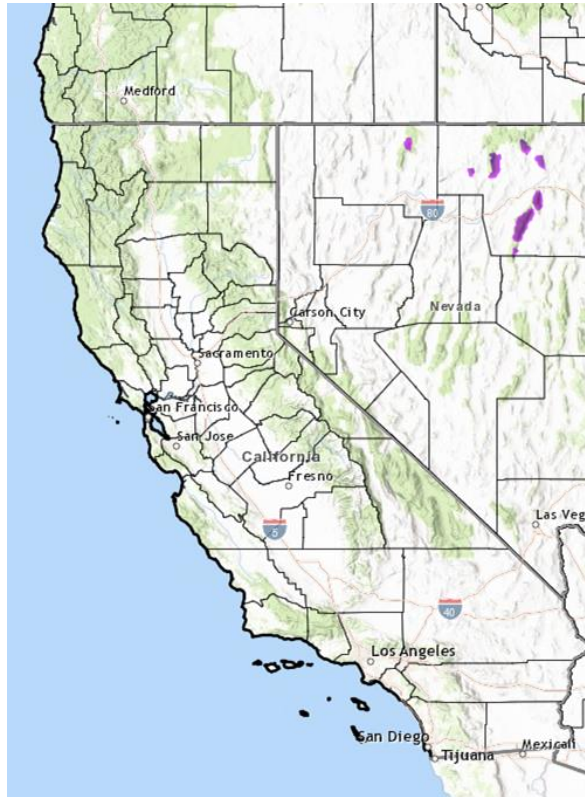 Medford
80
Nevada
Carson City
Sacramento
San Francisco
San Jose
California
Fresno
5
Las Veg
40
Los Angeles
San Diego
Tijuana
Mexicali